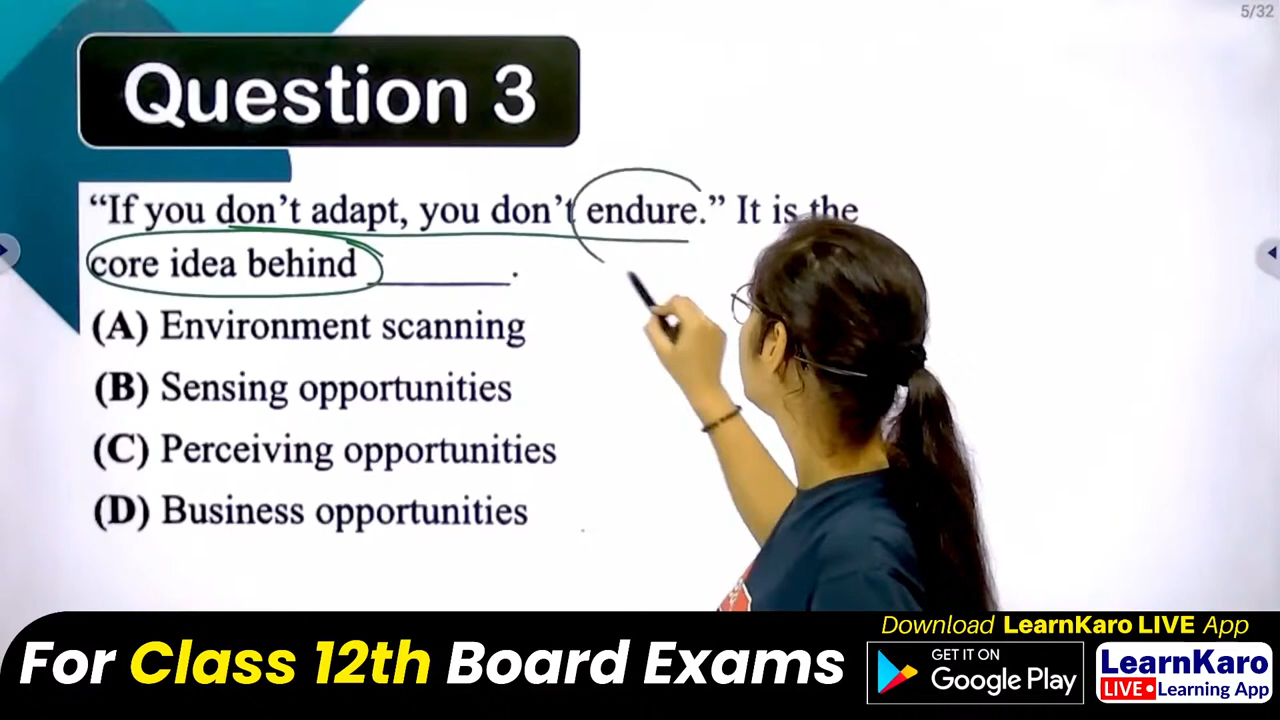 5/32
Question 3
“If you don’t adapt, you don’t endure.” It is the
core idea behind ________.
(A) Environment scanning
(B) Sensing opportunities
(C) Perceiving opportunities
(D) Business opportunities
For Class 12th Board Exams
Download LearnKaro LIVE App
GET IT ON
Google Play
LearnKaro
LIVE Learning App